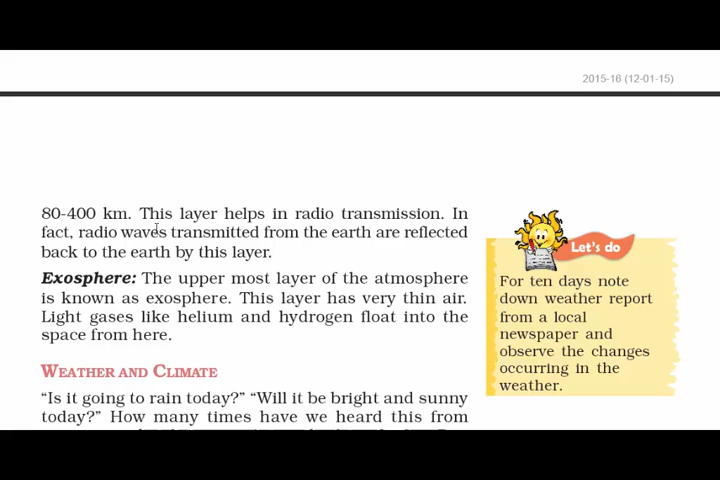 2015-16 (12-01-15)
80-400 km. This layer helps in radio transmission. In
fact, radio waves transmitted from the earth are reflected
back to the earth by this layer.
Exosphere: The upper most layer of the atmosphere
is known as exosphere. This layer has very thin air.
Light gases like helium and hydrogen float into the
space from here.
WEATHER AND CLIMATE
“Is it going to rain today?” “Will it be bright and sunny
today?” How many times have we heard this from
Let's do
For ten days note
down weather report
from a local
newspaper and
observe the changes
occurring in the
weather.